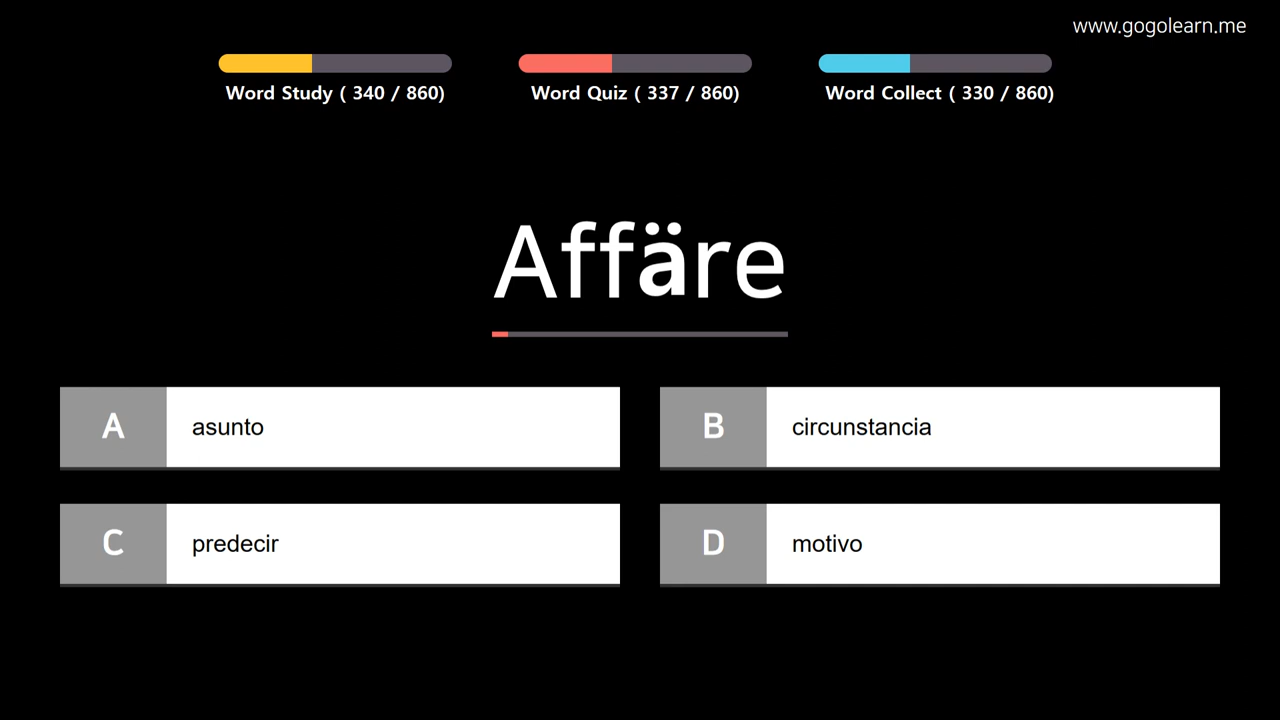 www.gogolearn.me
Word Study ( 340 / 860)
Word Quiz ( 337 / 860)
Word Collect ( 330 / 860)
Affäre
A asunto
B circunstancia
C predecir
D motivo